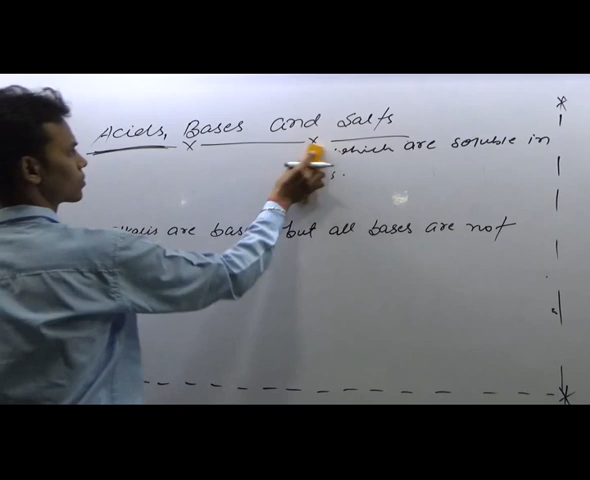 Acids, Bases and Salts
which are soluble in
s.
are bas but all bases are not